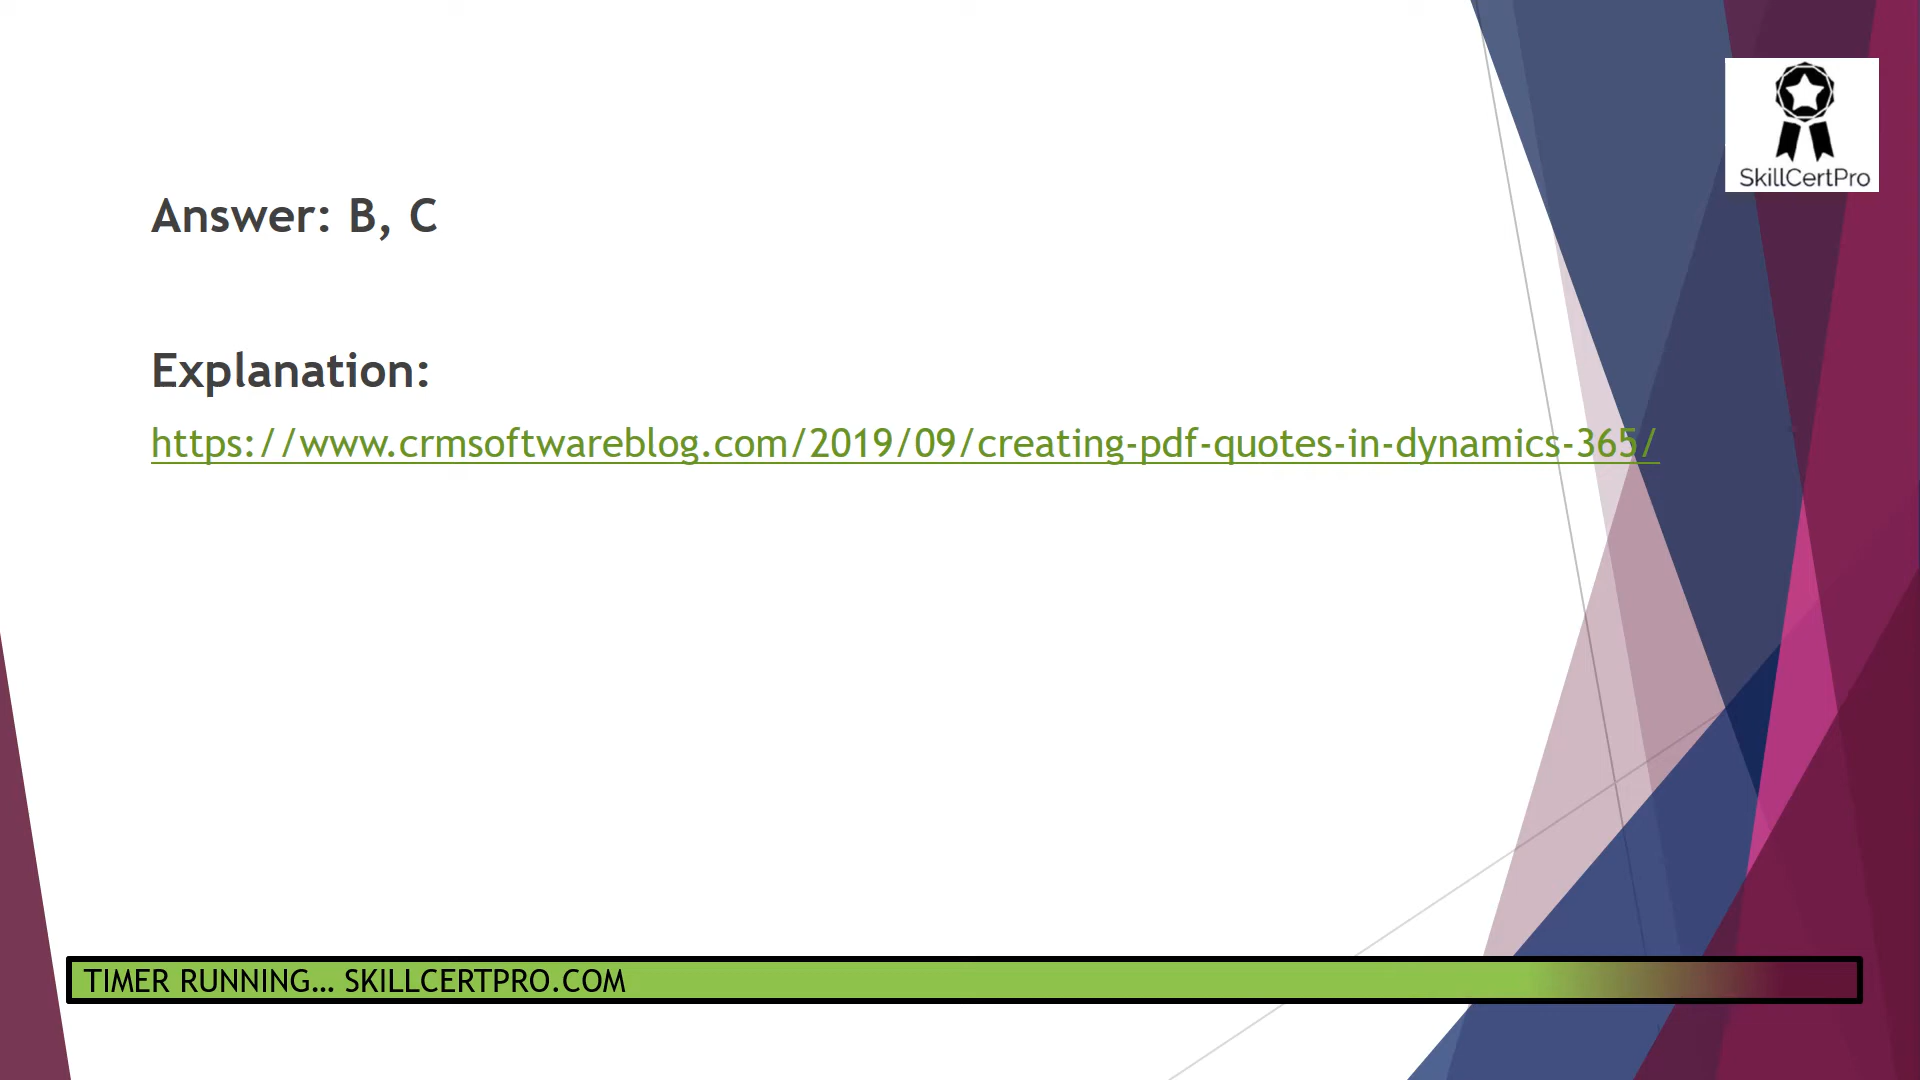 SkillCertPro
Answer: B, C
Explanation:
https://www.crmsoftwareblog.com/2019/09/creating-pdf-quotes-in-dynamics-365/
TIMER RUNNING... SKILLCERTPRO.COM